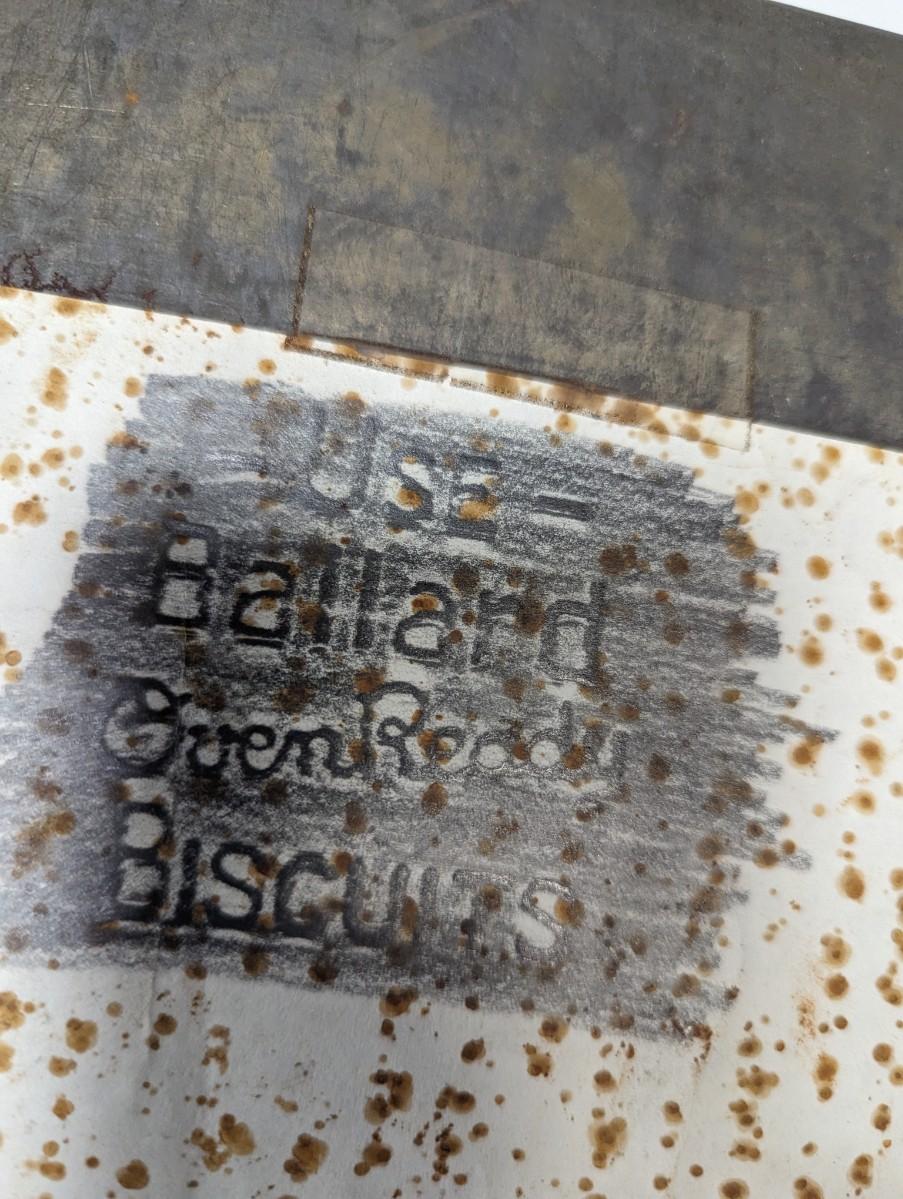 USE -
Ballard
OvenReady
BISCUITS